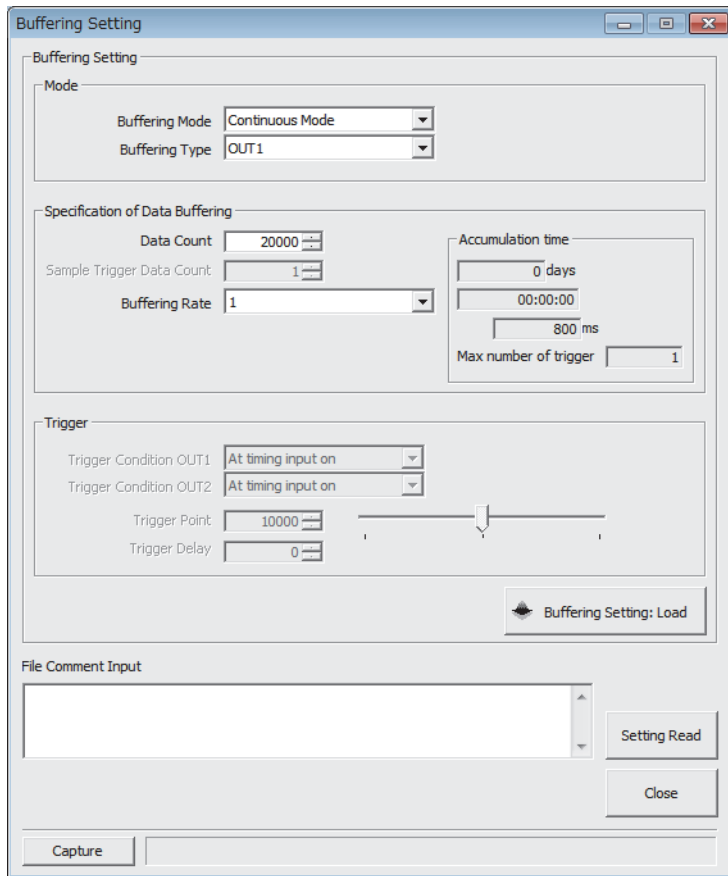 Buffering Setting
Buffering Setting
Mode
Buffering Mode Continuous Mode
Buffering Type OUT1
Specification of Data Buffering
Data Count 20000
Sample Trigger Data Count 1
Buffering Rate 1
Accumulation time
0 days
00:00:00
800 ms
Max number of trigger 1
Trigger
Trigger Condition OUT1 At timing input on
Trigger Condition OUT2 At timing input on
Trigger Point 10000
Trigger Delay 0
Buffering Setting: Load
File Comment Input
Setting Read
Close
Capture